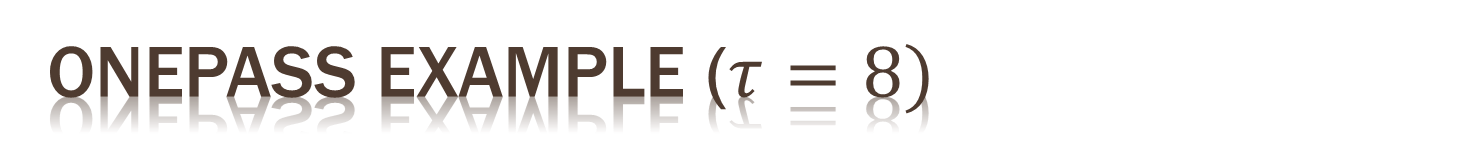 ONEPASS EXAMPLE (τ = 8)